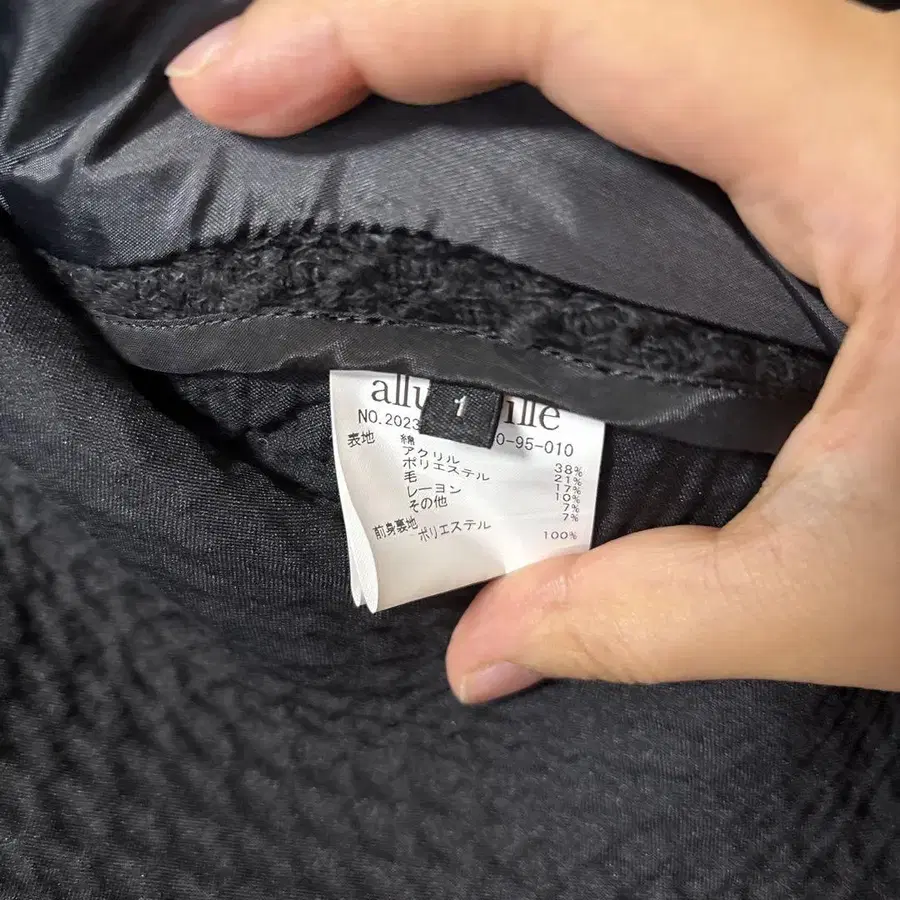 allu
ille
1
NO.2023
0-95-010
表地 綿 38%
アクリル 21%
ポリエステル 17%
毛 10%
レーヨン 7%
その他 7%
前身裏地 ポリエステル 100%